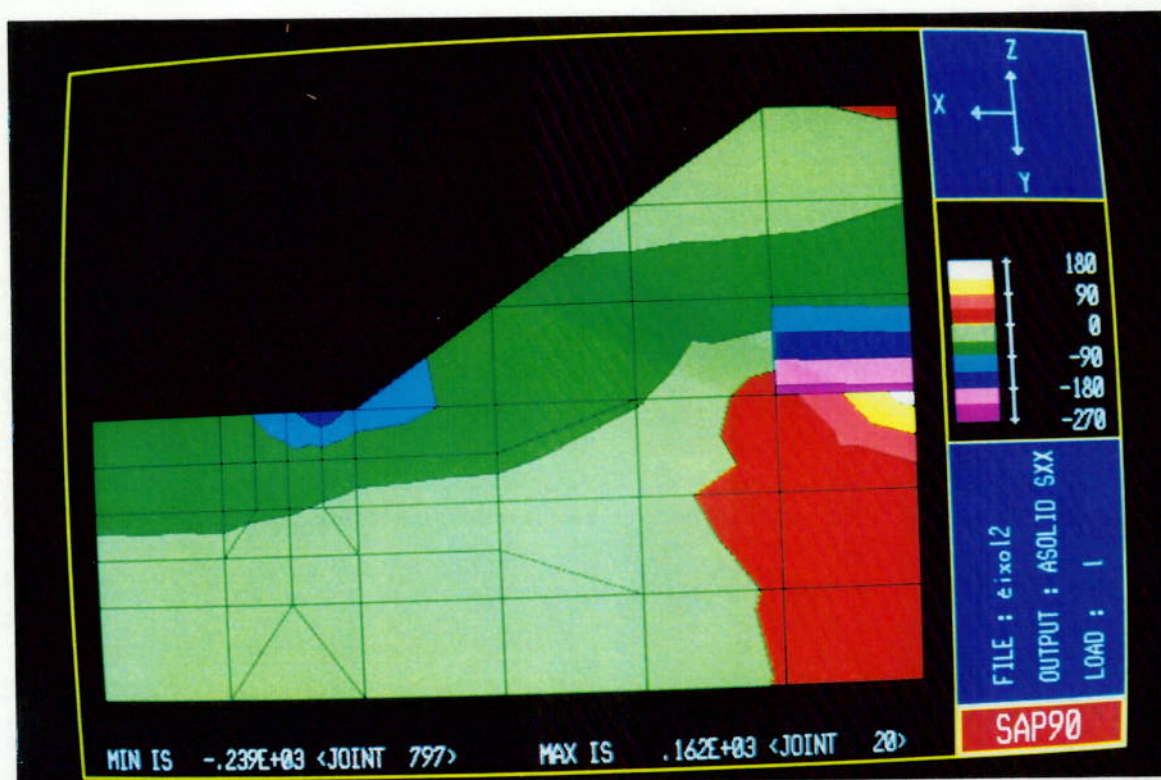 Z
X
Y
180
90
0
-90
-180
-270
FILE : eixol2
OUTPUT : ASOLID SXX
LOAD : 1
SAP90
MIN IS -.239E+03 <JOINT 797>
MAX IS .162E+03 <JOINT 20>